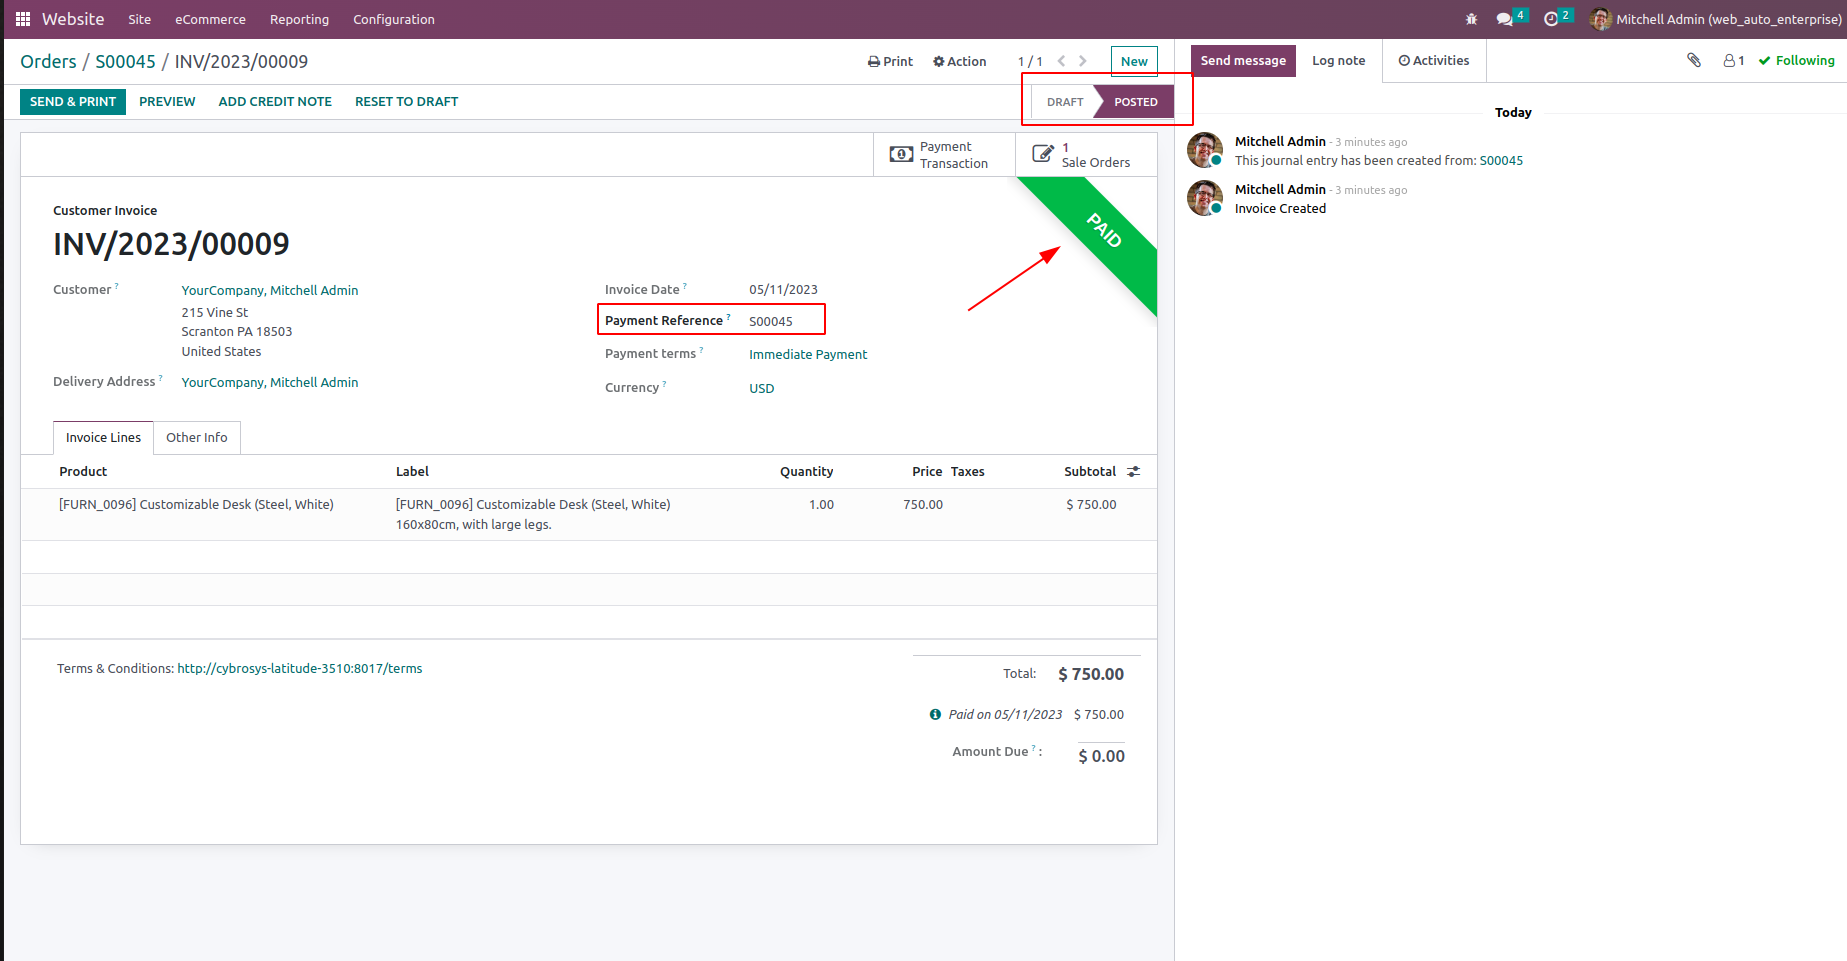 Website Site eCommerce Reporting Configuration 4 2 Mitchell Admin (web_auto_enterprise)
Orders / S00045 / INV/2023/00009 Print Action 1 / 1 New
SEND & PRINT PREVIEW ADD CREDIT NOTE RESET TO DRAFT DRAFT POSTED
Payment
Transaction
1
Sale Orders
PAID
Customer Invoice
INV/2023/00009
Customer ? YourCompany, Mitchell Admin
215 Vine St
Scranton PA 18503
United States
Delivery Address ? YourCompany, Mitchell Admin
Invoice Date ? 05/11/2023
Payment Reference ? S00045
Payment terms ? Immediate Payment
Currency ? USD
Invoice Lines Other Info
Product Label Quantity Price Taxes Subtotal
[FURN_0096] Customizable Desk (Steel, White) [FURN_0096] Customizable Desk (Steel, White) 1.00 750.00 $ 750.00
160x80cm, with large legs.
Terms & Conditions: http://cybrosys-latitude-3510:8017/terms
Total: $ 750.00
Paid on 05/11/2023 $ 750.00
Amount Due ? : $ 0.00
Send message Log note Activities 1 Following
Today
Mitchell Admin - 3 minutes ago
This journal entry has been created from: S00045
Mitchell Admin - 3 minutes ago
Invoice Created